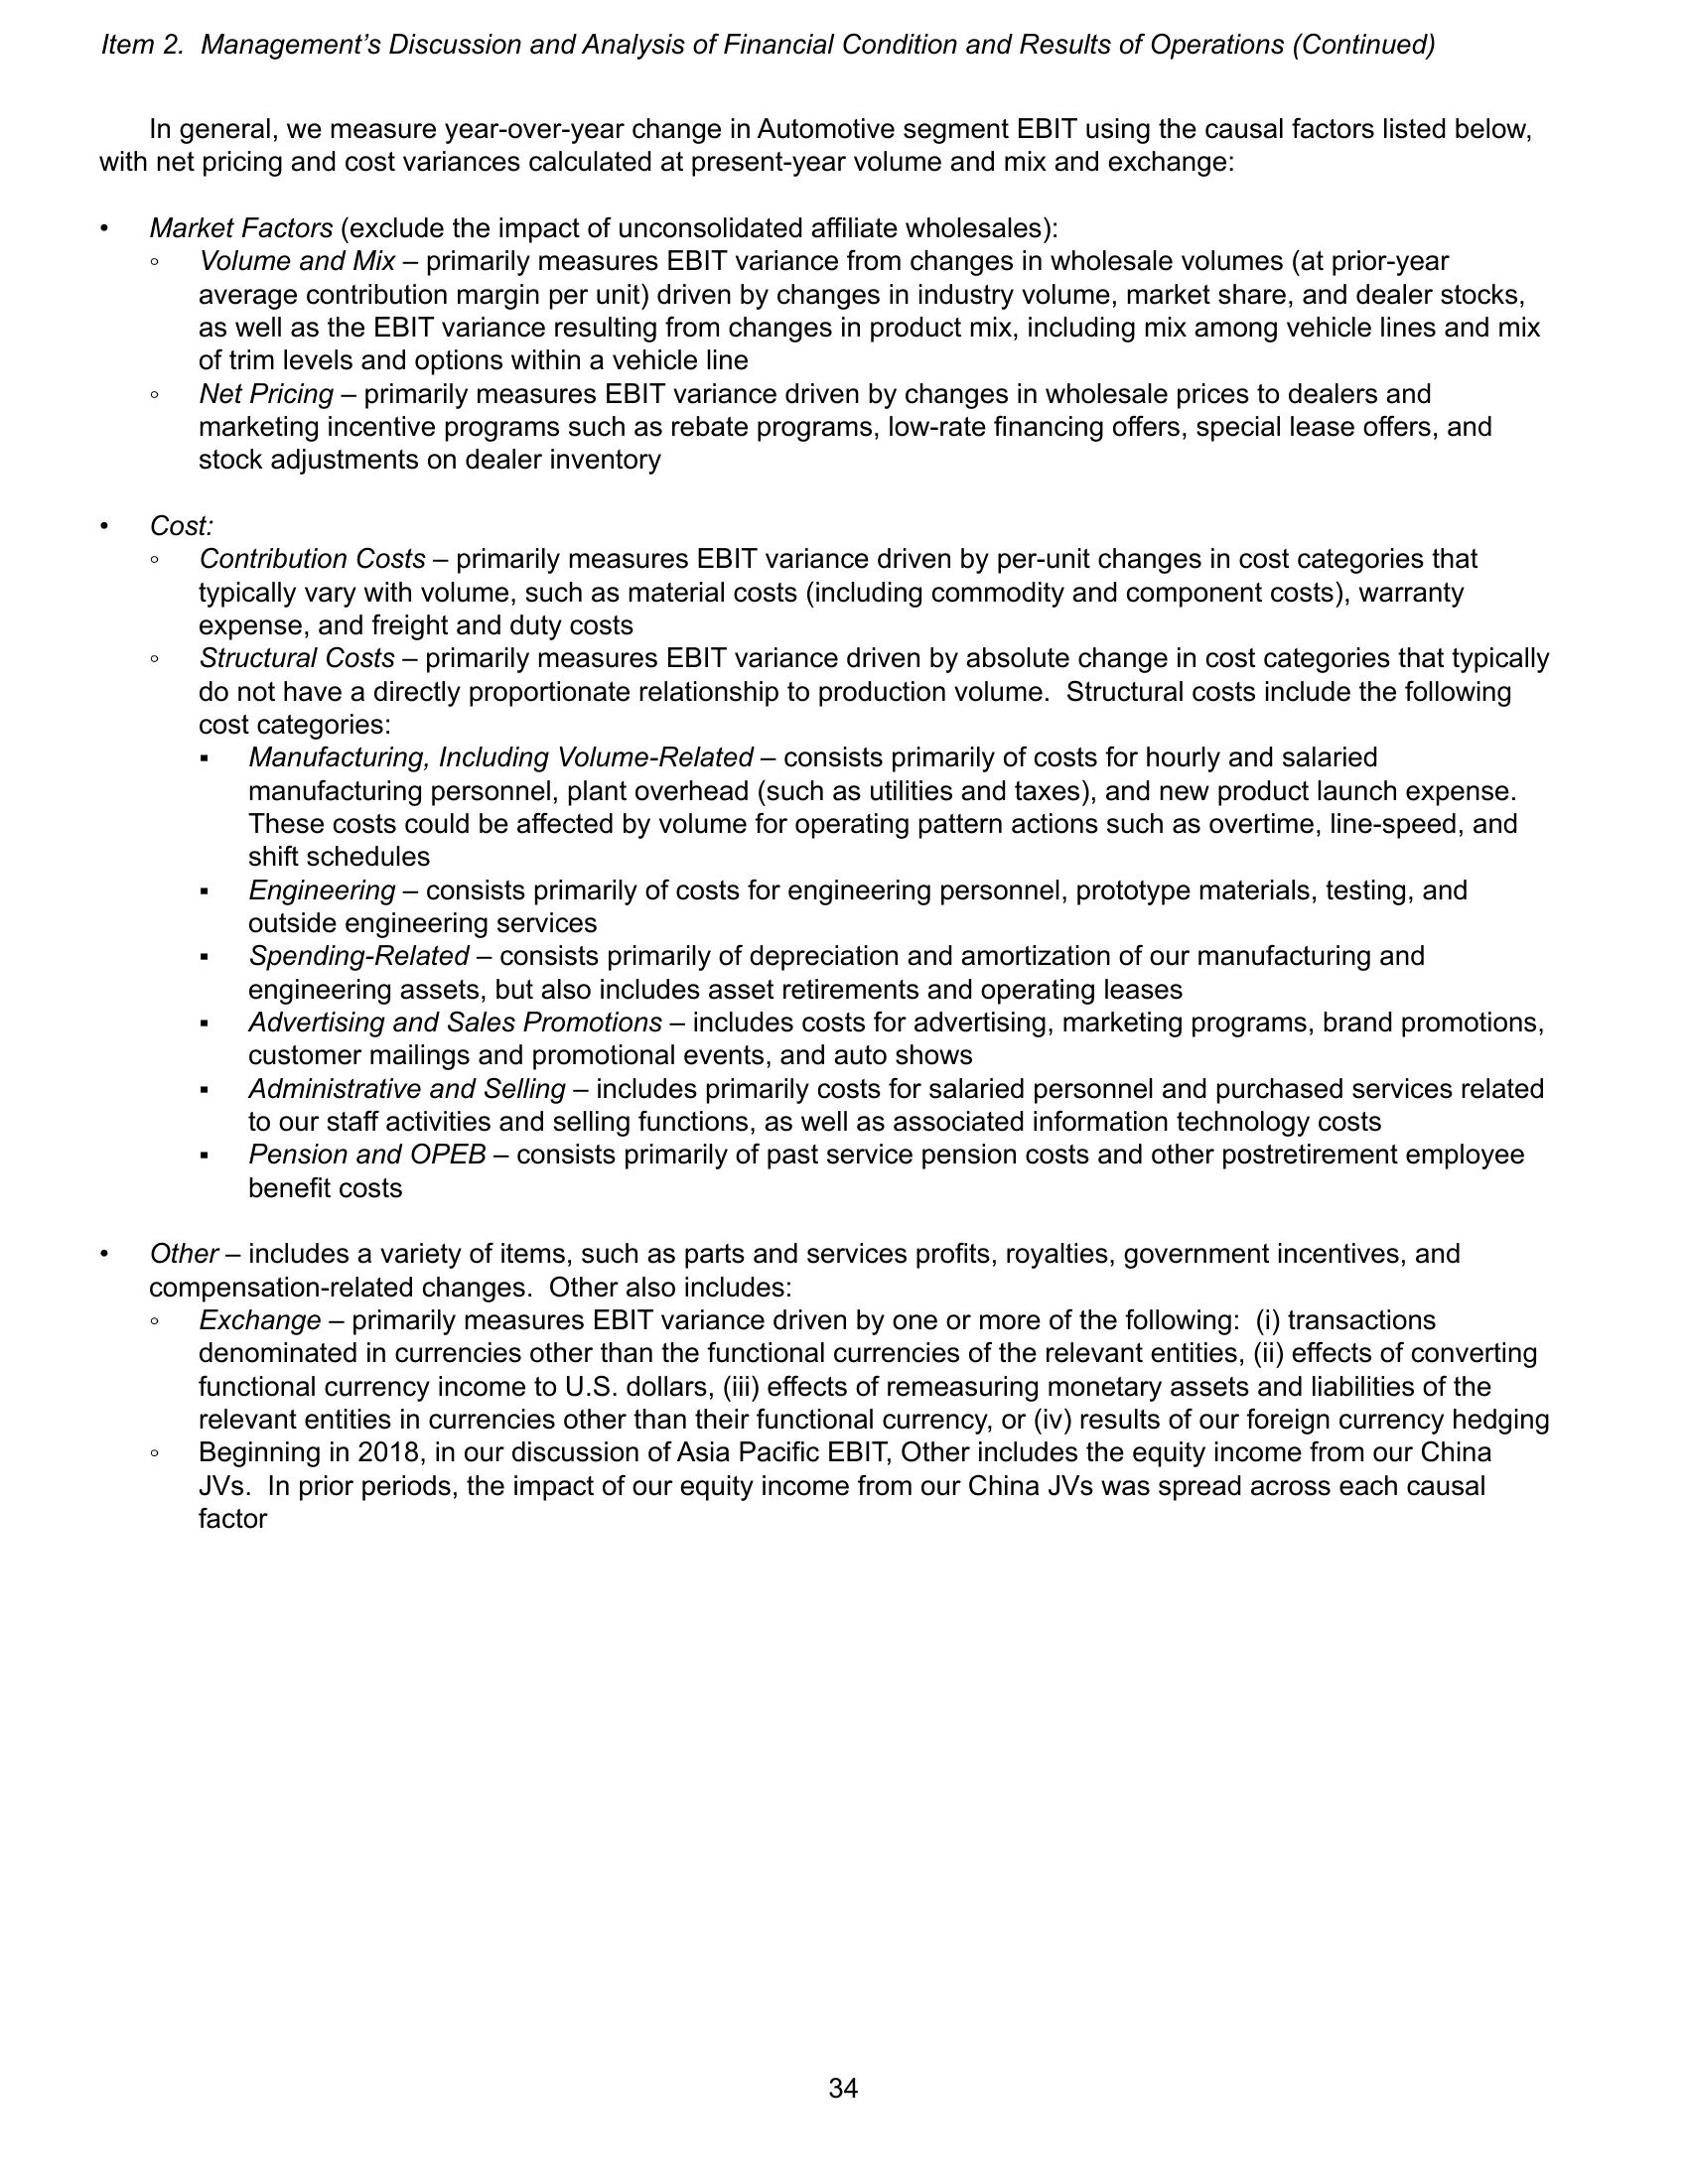 Item 2.  Management’s Discussion and Analysis of Financial Condition and Results of Operations (Continued)
In general, we measure year-over-year change in Automotive segment EBIT using the causal factors listed below,
with net pricing and cost variances calculated at present-year volume and mix and exchange:
• Market Factors (exclude the impact of unconsolidated affiliate wholesales):
◦ Volume and Mix – primarily measures EBIT variance from changes in wholesale volumes (at prior-year
average contribution margin per unit) driven by changes in industry volume, market share, and dealer stocks,
as well as the EBIT variance resulting from changes in product mix, including mix among vehicle lines and mix
of trim levels and options within a vehicle line
◦ Net Pricing – primarily measures EBIT variance driven by changes in wholesale prices to dealers and
marketing incentive programs such as rebate programs, low-rate financing offers, special lease offers, and
stock adjustments on dealer inventory
• Cost:
◦ Contribution Costs – primarily measures EBIT variance driven by per-unit changes in cost categories that
typically vary with volume, such as material costs (including commodity and component costs), warranty
expense, and freight and duty costs
◦ Structural Costs – primarily measures EBIT variance driven by absolute change in cost categories that typically
do not have a directly proportionate relationship to production volume.  Structural costs include the following
cost categories:
▪ Manufacturing, Including Volume-Related – consists primarily of costs for hourly and salaried
manufacturing personnel, plant overhead (such as utilities and taxes), and new product launch expense.
These costs could be affected by volume for operating pattern actions such as overtime, line-speed, and
shift schedules
▪ Engineering – consists primarily of costs for engineering personnel, prototype materials, testing, and
outside engineering services
▪ Spending-Related – consists primarily of depreciation and amortization of our manufacturing and
engineering assets, but also includes asset retirements and operating leases
▪ Advertising and Sales Promotions – includes costs for advertising, marketing programs, brand promotions,
customer mailings and promotional events, and auto shows
▪ Administrative and Selling – includes primarily costs for salaried personnel and purchased services related
to our staff activities and selling functions, as well as associated information technology costs
▪ Pension and OPEB – consists primarily of past service pension costs and other postretirement employee
benefit costs
• Other – includes a variety of items, such as parts and services profits, royalties, government incentives, and
compensation-related changes.  Other also includes:
◦ Exchange – primarily measures EBIT variance driven by one or more of the following:  (i) transactions
denominated in currencies other than the functional currencies of the relevant entities, (ii) effects of converting
functional currency income to U.S. dollars, (iii) effects of remeasuring monetary assets and liabilities of the
relevant entities in currencies other than their functional currency, or (iv) results of our foreign currency hedging
◦ Beginning in 2018, in our discussion of Asia Pacific EBIT, Other includes the equity income from our China
JVs.  In prior periods, the impact of our equity income from our China JVs was spread across each causal
factor
34